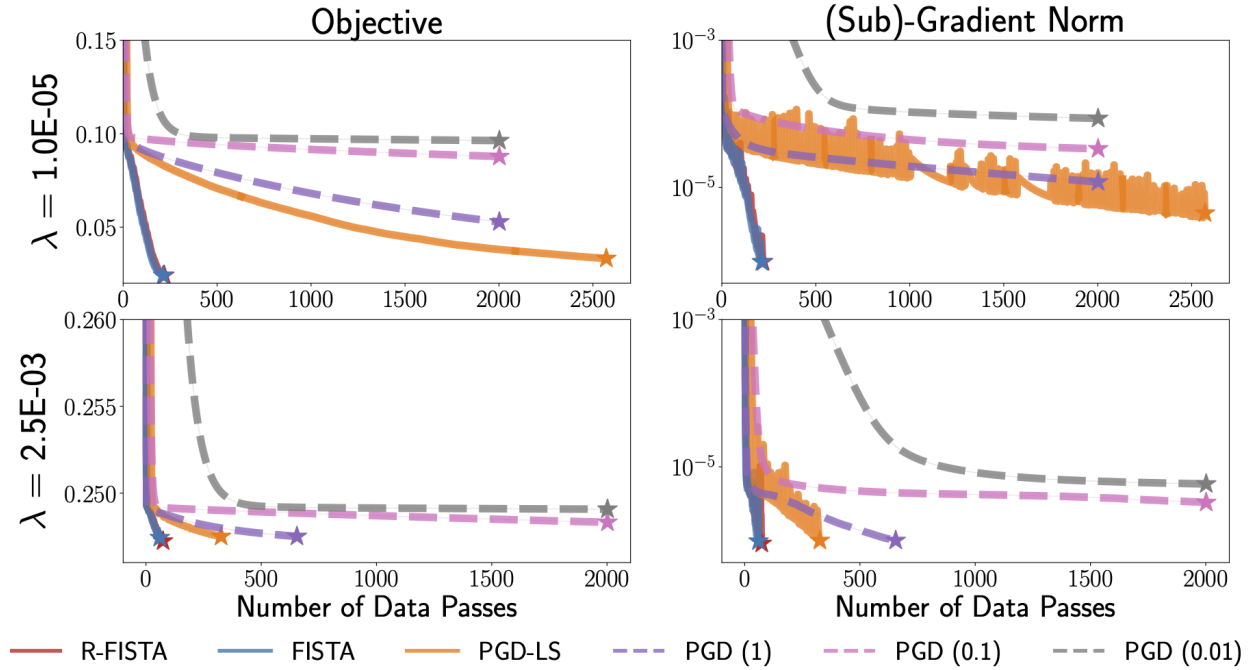 Objective
(Sub)-Gradient Norm
λ = 1.0E-05
0.15
0.10
0.05
0 500 1000 1500 2000 2500
10⁻³
10⁻⁵
0 500 1000 1500 2000 2500
λ = 2.5E-03
0.260
0.255
0.250
0 500 1000 1500 2000
Number of Data Passes
10⁻³
10⁻⁵
0 500 1000 1500 2000
Number of Data Passes
R-FISTA FISTA PGD-LS PGD (1) PGD (0.1) PGD (0.01)